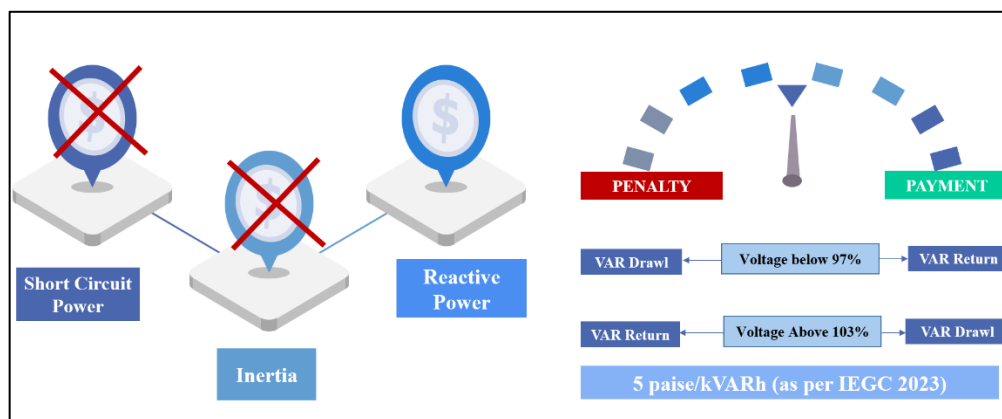 $
$
$
Short Circuit
Power
Inertia
Reactive
Power
PENALTY
PAYMENT
VAR Drawl
Voltage below 97%
VAR Return
VAR Return
Voltage Above 103%
VAR Drawl
5 paise/kVARh (as per IEGC 2023)